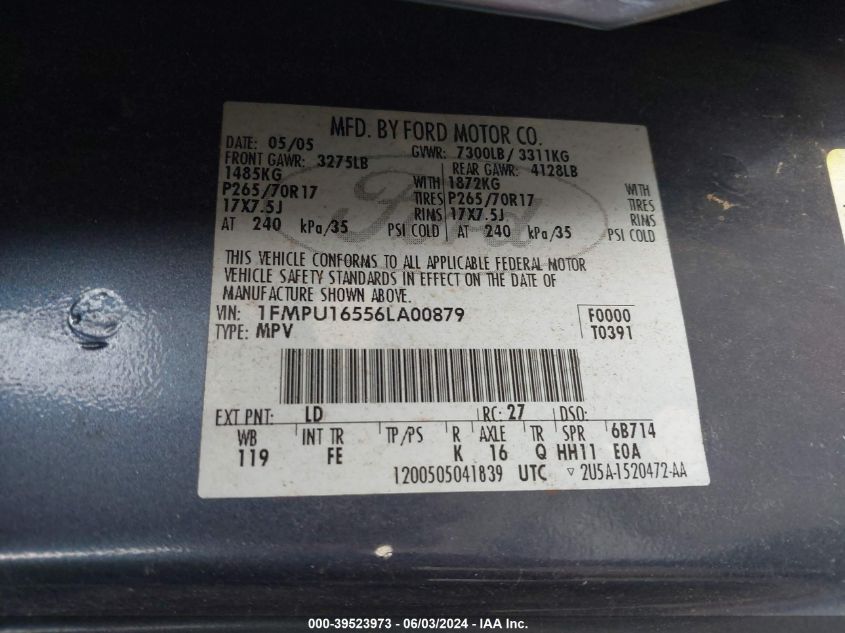 MFD. BY FORD MOTOR CO.
DATE: 05/05 GVWR: 7300LB / 3311KG
FRONT GAWR: 3275LB REAR GAWR: 4128LB
1485KG WITH 1872KG WITH
P265/70R17 TIRES P265/70R17 TIRES
17X7.5J RIMS 17X7.5J RIMS
AT 240 kPa/35 PSI COLD AT 240 kPa/35 PSI COLD
Ford
THIS VEHICLE CONFORMS TO ALL APPLICABLE FEDERAL MOTOR
VEHICLE SAFETY STANDARDS IN EFFECT ON THE DATE OF
MANUFACTURE SHOWN ABOVE.
VIN: 1FMPU16556LA00879 F0000
TYPE: MPV T0391
EXT PNT: LD RC: 27 DSO:
WB INT TR TP/PS R AXLE TR SPR 6B714
119 FE K 16 Q HH11 E0A
1200505041839 UTC ▽ 2U5A-1520472-AA
000-39523973 - 06/03/2024 - IAA Inc.